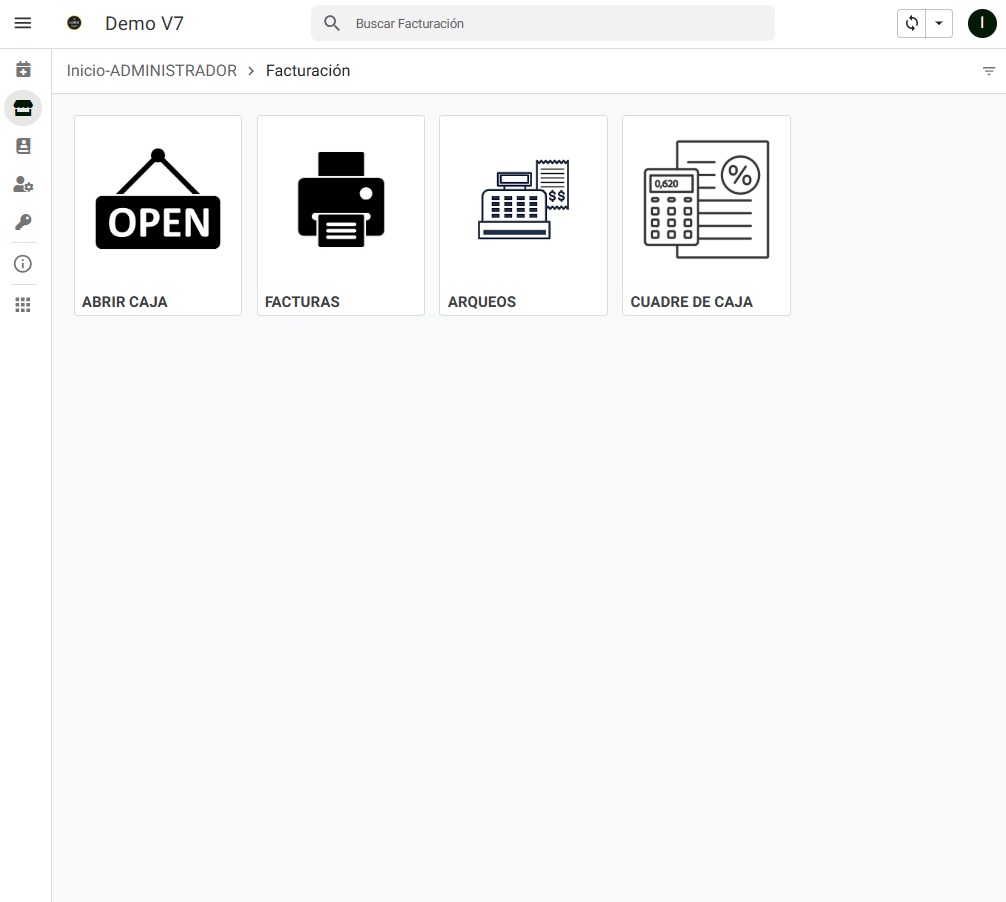 Demo V7
Buscar Facturación
I
Inicio-ADMINISTRADOR > Facturación
OPEN
$$
0,620
%
ABRIR CAJA
FACTURAS
ARQUEOS
CUADRE DE CAJA